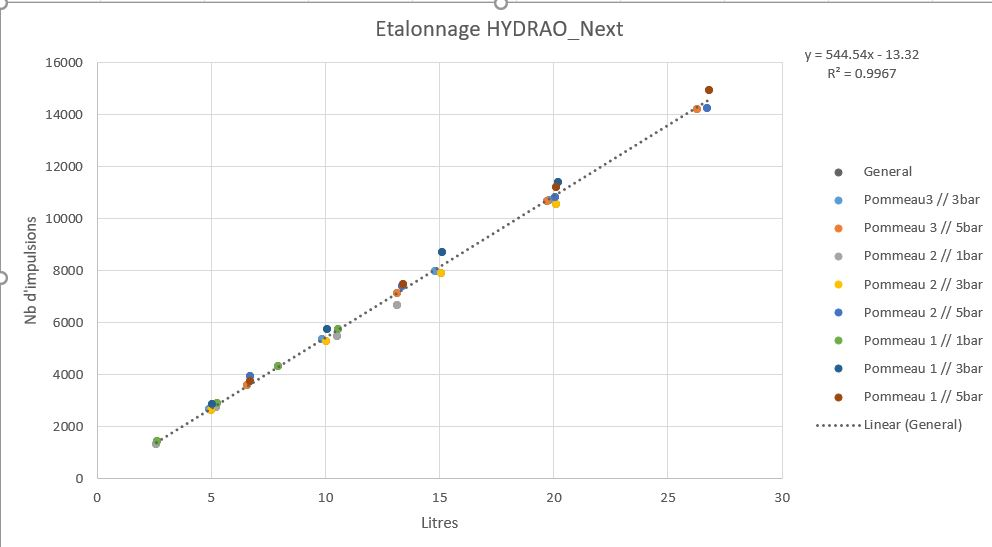 Etalonnage HYDRAO_Next
y = 544.54x - 13.32
R² = 0.9967
16000
14000
12000
10000
8000
6000
4000
2000
0
Nb d'impulsions
0 5 10 15 20 25 30
Litres
General
Pommeau3 // 3bar
Pommeau 3 // 5bar
Pommeau 2 // 1bar
Pommeau 2 // 3bar
Pommeau 2 // 5bar
Pommeau 1 // 1bar
Pommeau 1 // 3bar
Pommeau 1 // 5bar
Linear (General)